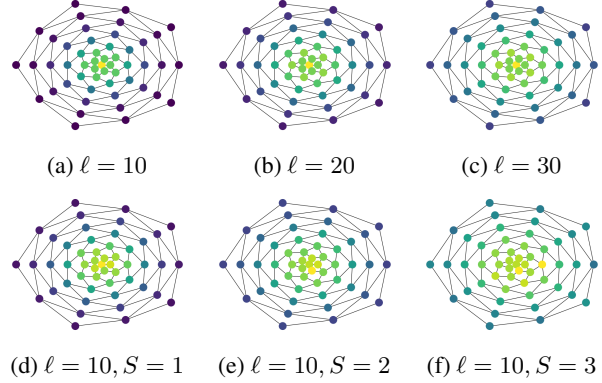 (a) ℓ = 10 (b) ℓ = 20 (c) ℓ = 30
(d) ℓ = 10, S = 1 (e) ℓ = 10, S = 2 (f) ℓ = 10, S = 3